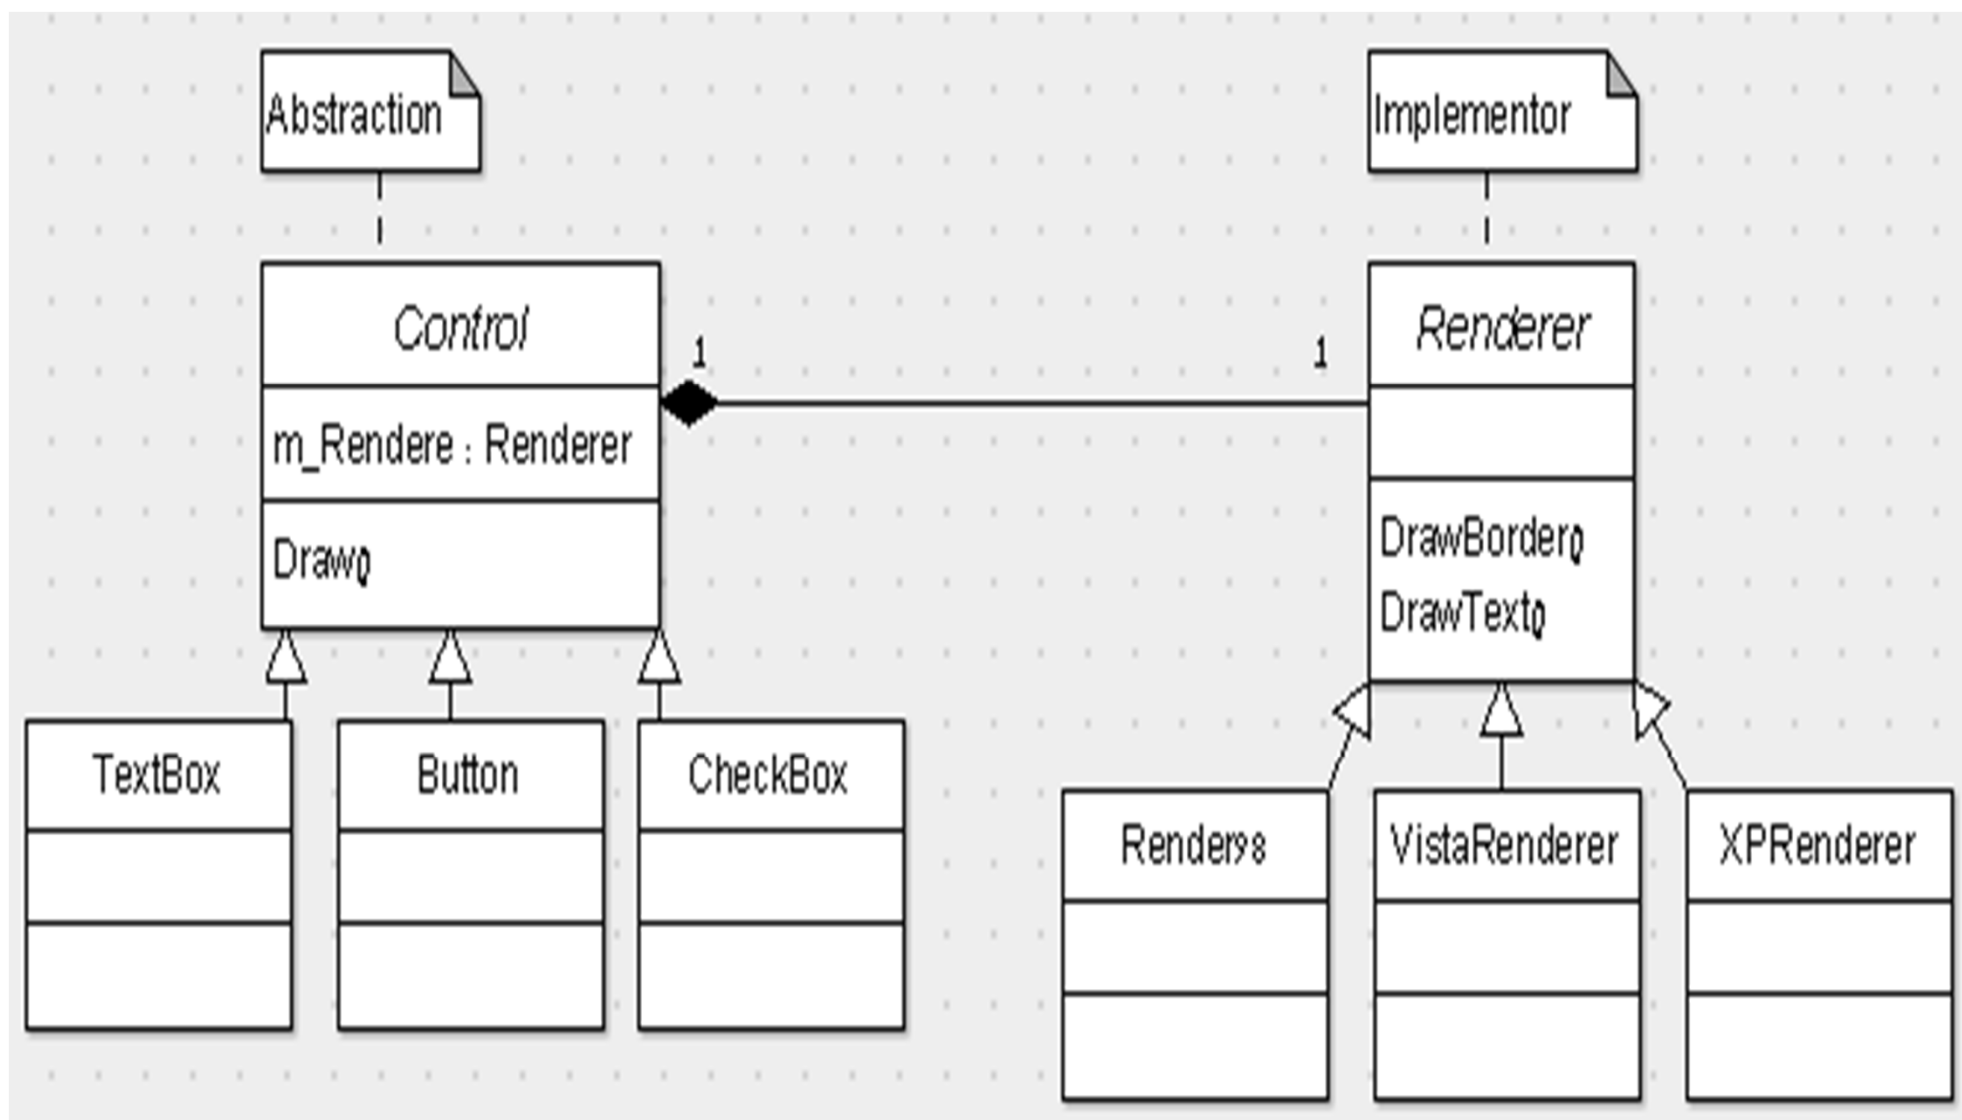 Abstraction
Implementor
Control
1
1
Renderer
m_Rendere : Renderer
Draw()
DrawBorder()
DrawText()
TextBox
Button
CheckBox
Render98
VistaRenderer
XPRenderer